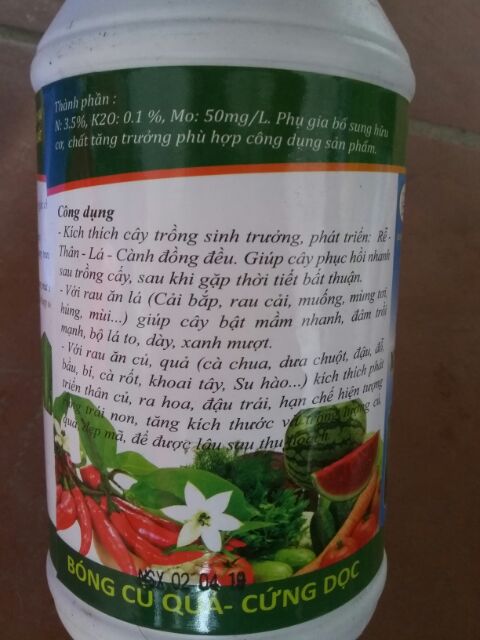 Thành phần :
N: 3.5%, K2O: 0.1 %, Mo: 50mg/L. Phụ gia bổ sung hữu
cơ, chất tăng trưởng phù hợp công dụng sản phẩm.
Công dụng
- Kích thích cây trồng sinh trưởng, phát triển: Rễ -
Thân - Lá - Cành đồng đều. Giúp cây phục hồi nhanh
sau trồng cấy, sau khi gặp thời tiết bất thuận.
- Với rau ăn lá (Cải bắp, rau cải, muống, mùng tơi,
húng, mùi...) giúp cây bật mầm nhanh, đâm trồi
mạnh, bộ lá to, dày, xanh mượt.
- Với rau ăn củ, quả (cà chua, dưa chuột, đậu, đỗ,
bầu, bí, cà rốt, khoai tây, Su hào...) kích thích phát
triển thân củ, ra hoa, đậu trái, hạn chế hiện tượng
trái non, tăng kích thước và trọng lượng củ,
quả đẹp mã, để được lâu sau thu hoạch
NSX 02 04 19
BÓNG CỦ QUẢ- CỨNG DỌC